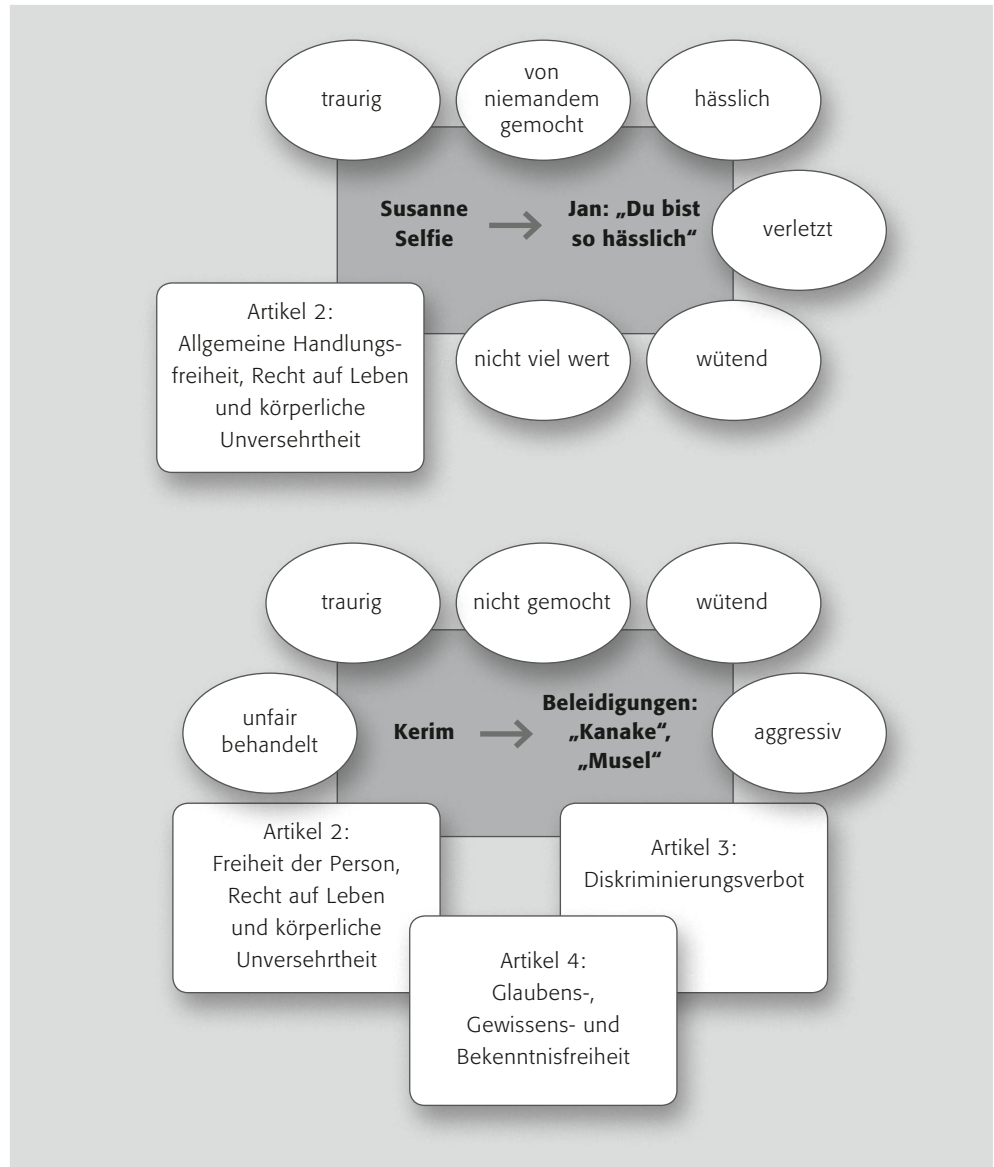 traurig
von
niemandem
gemocht
hässlich
Susanne
Selfie
Jan: „Du bist
so hässlich“
verletzt
Artikel 2:
Allgemeine Handlungs-
freiheit, Recht auf Leben
und körperliche
Unversehrtheit
nicht viel wert
wütend
traurig
nicht gemocht
wütend
unfair
behandelt
Kerim
Beleidigungen:
„Kanake“,
„Musel“
aggressiv
Artikel 2:
Freiheit der Person,
Recht auf Leben
und körperliche
Unversehrtheit
Artikel 3:
Diskriminierungsverbot
Artikel 4:
Glaubens-,
Gewissens- und
Bekenntnisfreiheit